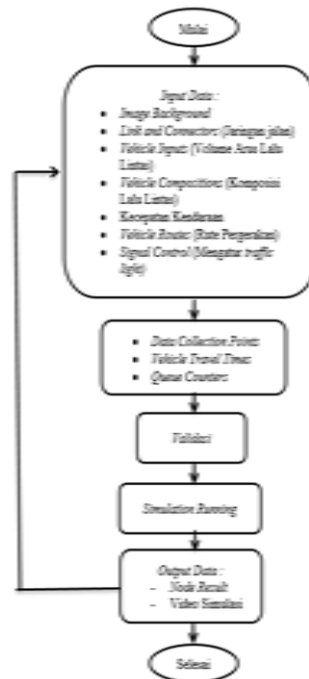 Mulai
Input Data :
Image Background
Link and Connectors (Jaringan jalan)
Vehicle Inputs (Volume Arus Lalu
Lintas)
Vehicle Compositions (Komposisi
Lalu Lintas)
Kecepatan Kendaraan
Vehicle Routes (Rute Pergerakan)
Signal Control (Mengatur traffic
light)
Data Collection Points
Vehicle Travel Times
Queue Counters
Validasi
Simulation Running
Output Data :
- Node Result
- Video Simulasi
Selesai